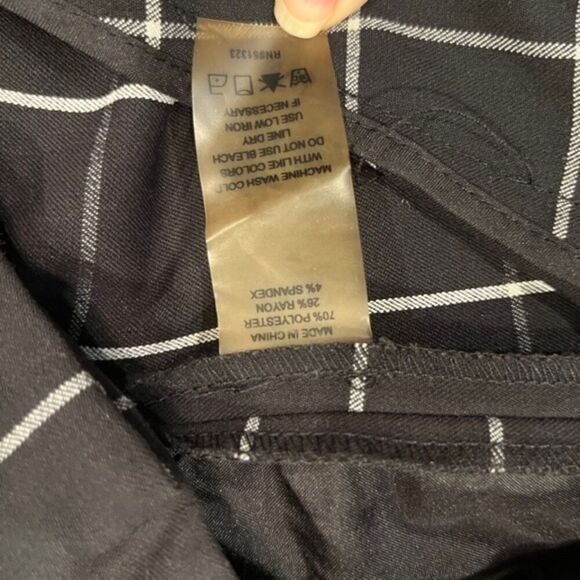 MADE IN CHINA
70% POLYESTER
26% RAYON
4% SPANDEX
MACHINE WASH COLD
WITH LIKE COLORS
DO NOT USE BLEACH
LINE DRY
USE LOW IRON
IF NECESSARY
RN951323